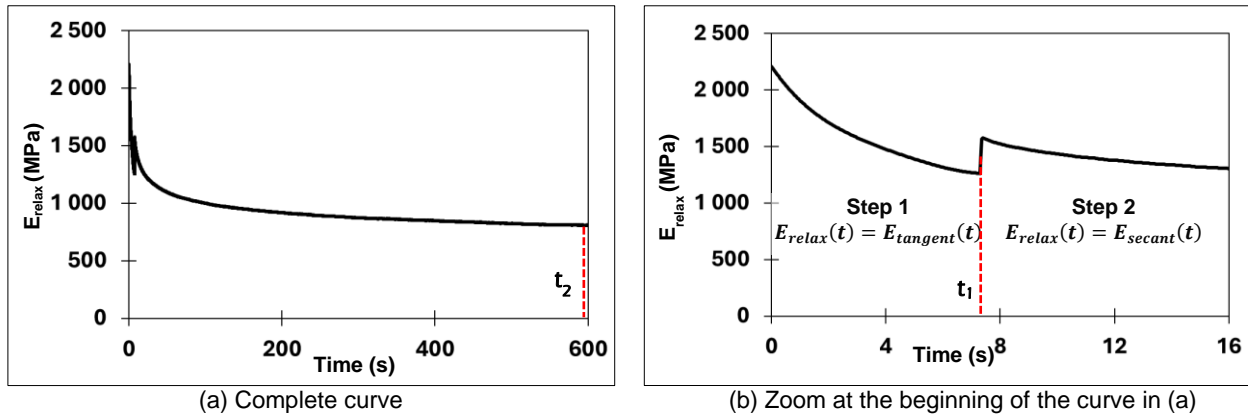 2 500
2 000
1 500
1 000
500
0
E_relax (MPa)
t_2
0 200 400 600
Time (s)
(a) Complete curve
2 500
2 000
1 500
1 000
500
0
E_relax (MPa)
Step 1
E_relax(t) = E_tangent(t)
Step 2
E_relax(t) = E_secant(t)
t_1
0 4 8 12 16
Time (s)
(b) Zoom at the beginning of the curve in (a)